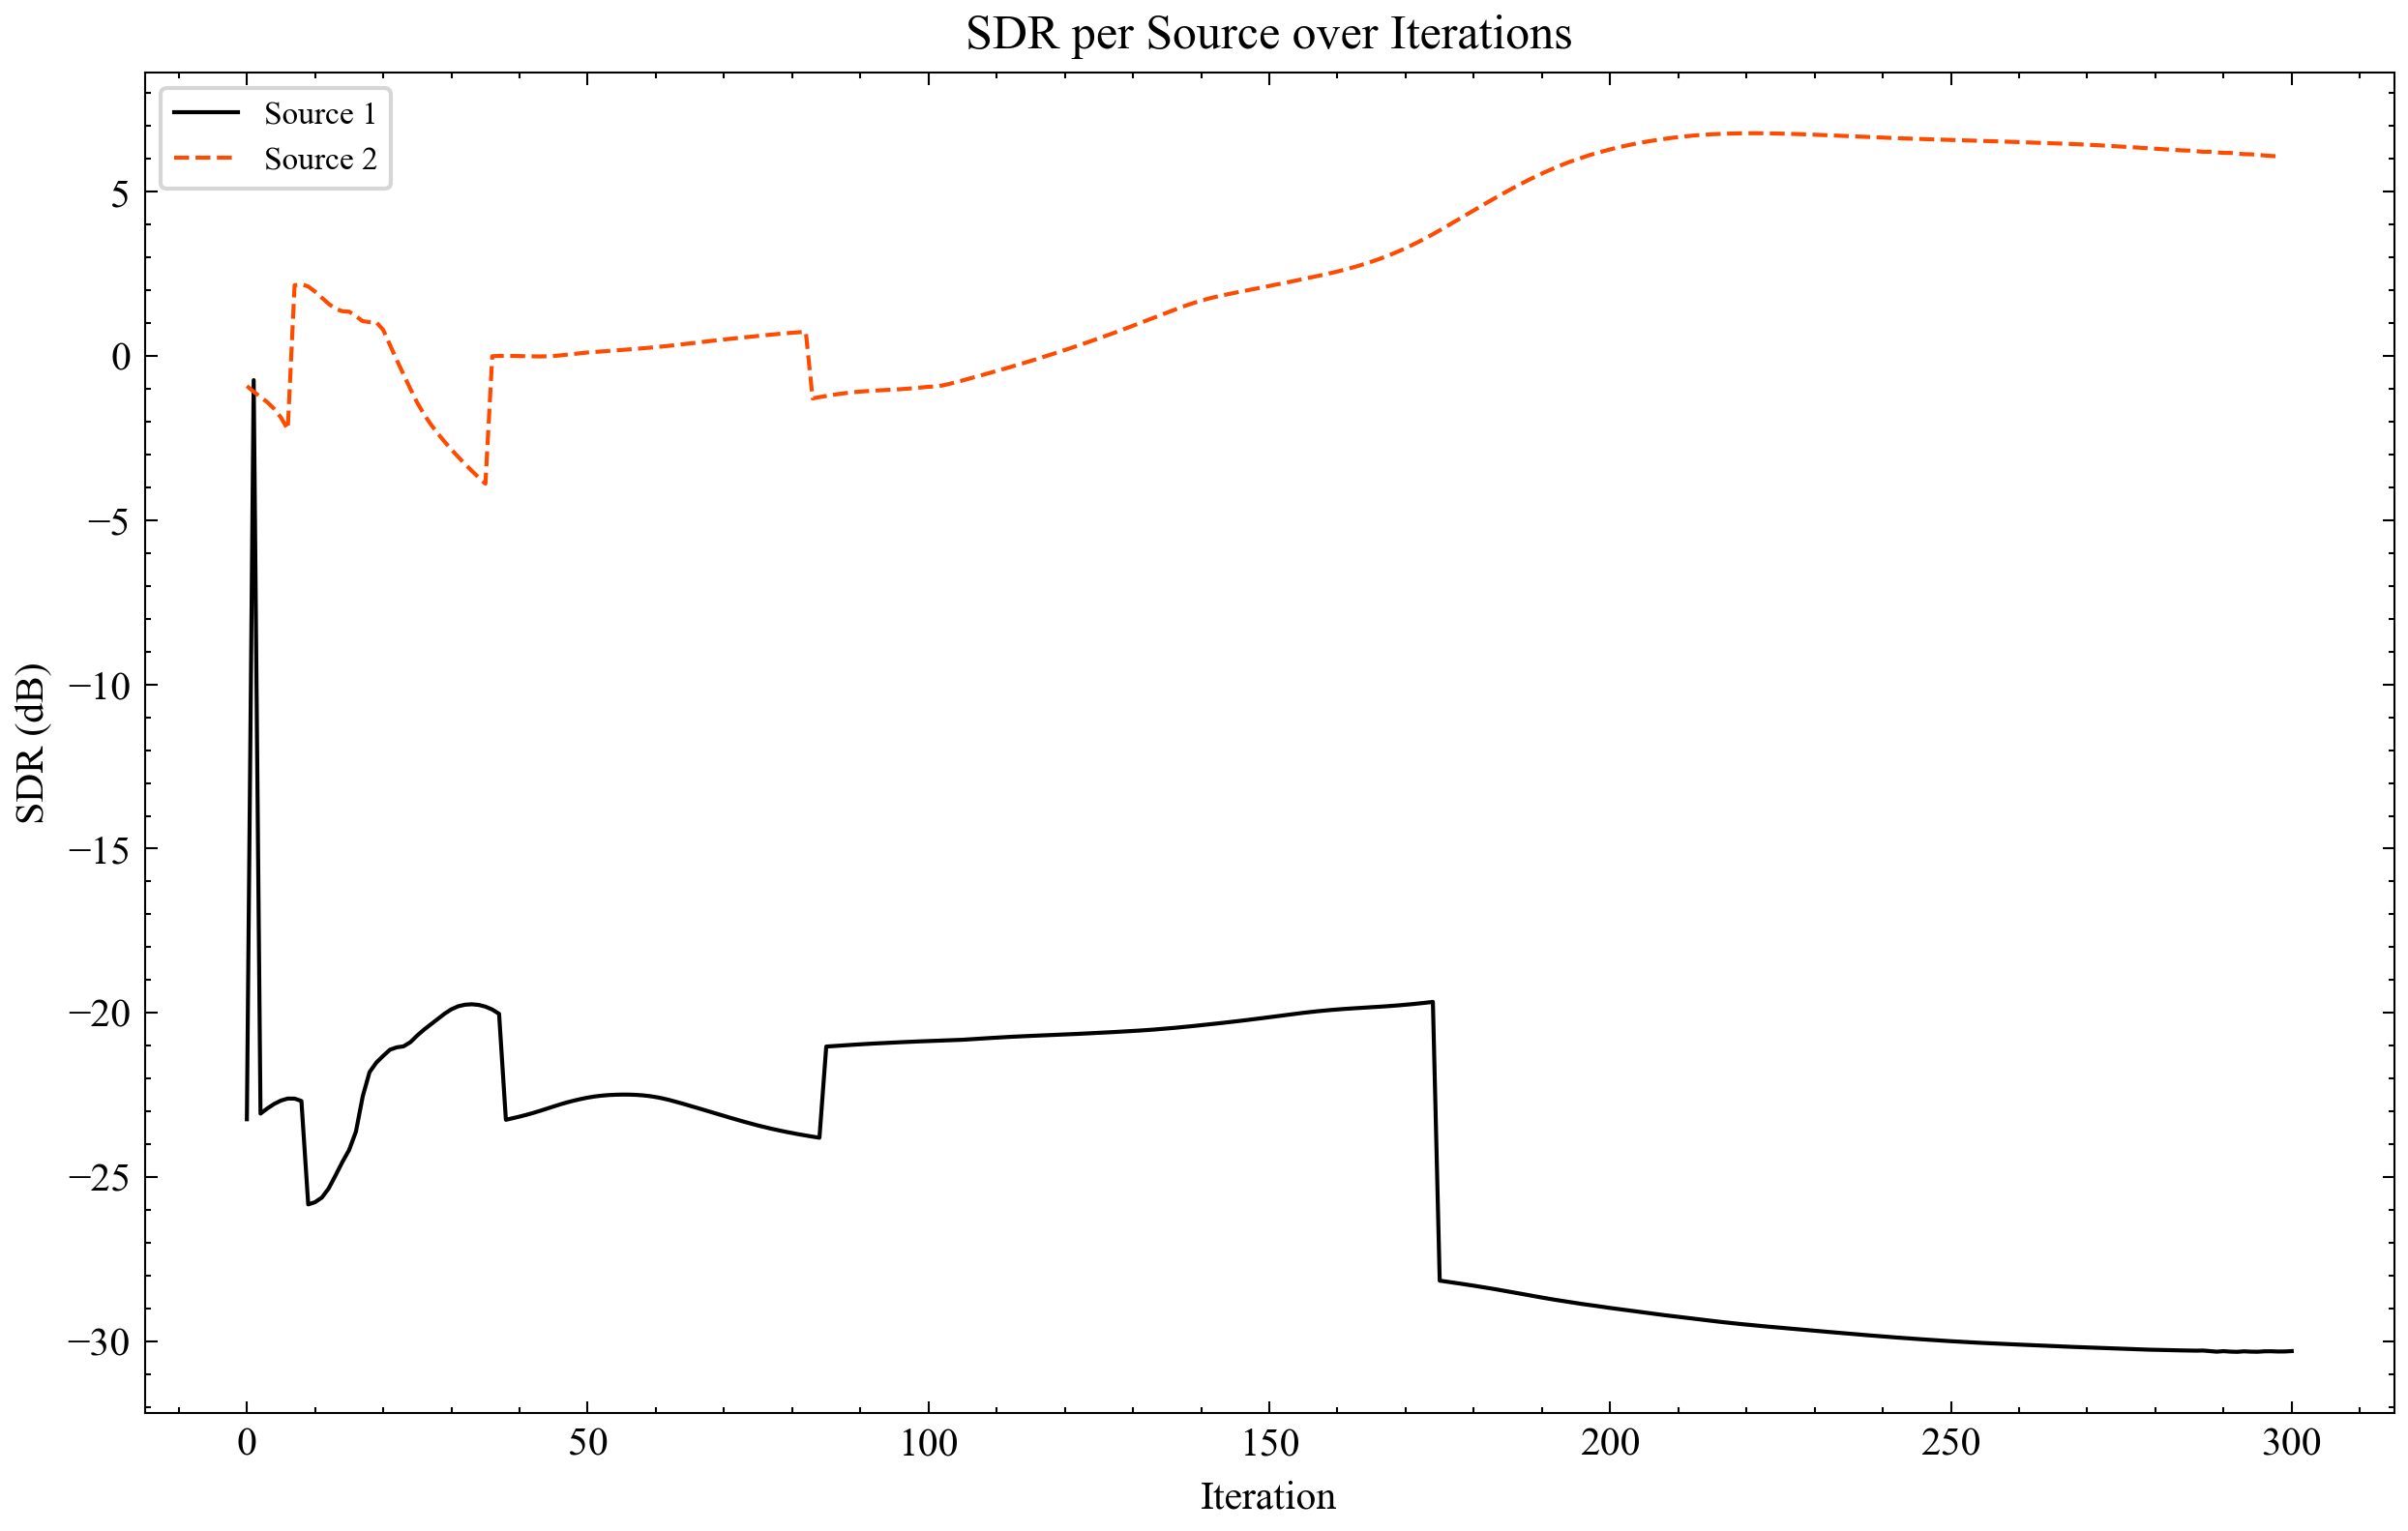 SDR per Source over Iterations
Source 1
Source 2
5
0
−5
−10
−15
−20
−25
−30
SDR (dB)
0 50 100 150 200 250 300
Iteration